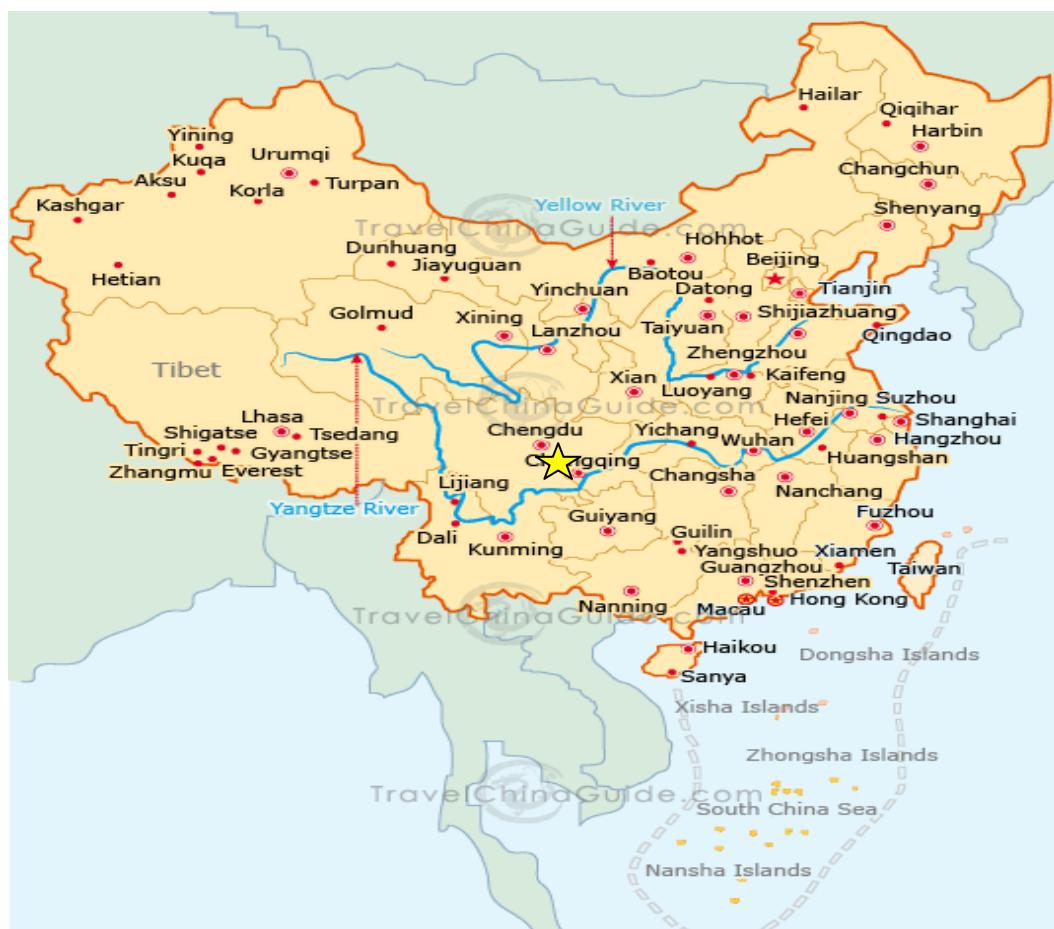 Hailar
Qiqihar
Harbin
Yining
Kuqa
Urumqi
Changchun
Aksu
Korla
Turpan
Kashgar
Yellow River
Shenyang
TravelChinaGuide.com
Dunhuang
Hohhot
Beijing
Hetian
Jiayuguan
Baotou
Yinchuan
Datong
Tianjin
Golmud
Xining
Lanzhou
Taiyuan
Shijiazhuang
Qingdao
Zhengzhou
Tibet
Xian
Luoyang
Kaifeng
Nanjing
Suzhou
TravelChinaGuide.com
Lhasa
Chengdu
Yichang
Hefei
Shanghai
Shigatse
Tsedang
Wuhan
Hangzhou
Tingri
Gyangtse
Huangshan
Zhangmu
Everest
Chongqing
Changsha
Lijiang
Nanchang
Yangtze River
Guiyang
Fuzhou
Dali
Kunming
Guilin
Yangshuo
Xiamen
Guangzhou
Taiwan
Shenzhen
Nanning
Macau
Hong Kong
TravelChinaGuide.com
Haikou
Dongsha Islands
Sanya
Xisha Islands
Zhongsha Islands
TravelChinaGuide.com
South China Sea
Nansha Islands